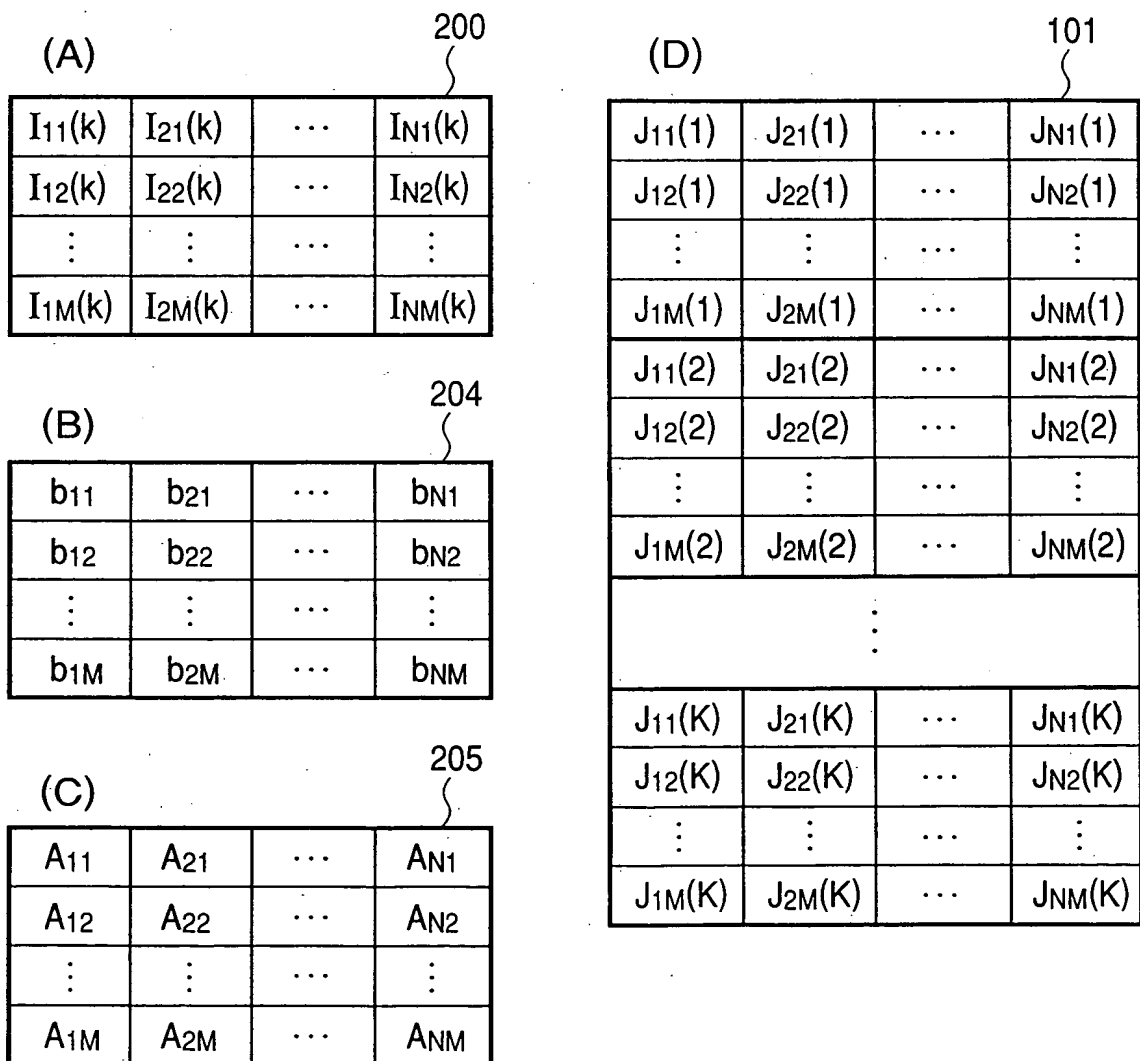 (A)
200
I11(k) I21(k) ... IN1(k)
I12(k) I22(k) ... IN2(k)
⋮ ⋮ ... ⋮
I1M(k) I2M(k) ... INM(k)
(B)
204
b11 b21 ... bN1
b12 b22 ... bN2
⋮ ⋮ ... ⋮
b1M b2M ... bNM
(C)
205
A11 A21 ... AN1
A12 A22 ... AN2
⋮ ⋮ ... ⋮
A1M A2M ... ANM
(D)
101
J11(1) J21(1) ... JN1(1)
J12(1) J22(1) ... JN2(1)
⋮ ⋮ ... ⋮
J1M(1) J2M(1) ... JNM(1)
J11(2) J21(2) ... JN1(2)
J12(2) J22(2) ... JN2(2)
⋮ ⋮ ... ⋮
J1M(2) J2M(2) ... JNM(2)
⋮
J11(K) J21(K) ... JN1(K)
J12(K) J22(K) ... JN2(K)
⋮ ⋮ ... ⋮
J1M(K) J2M(K) ... JNM(K)